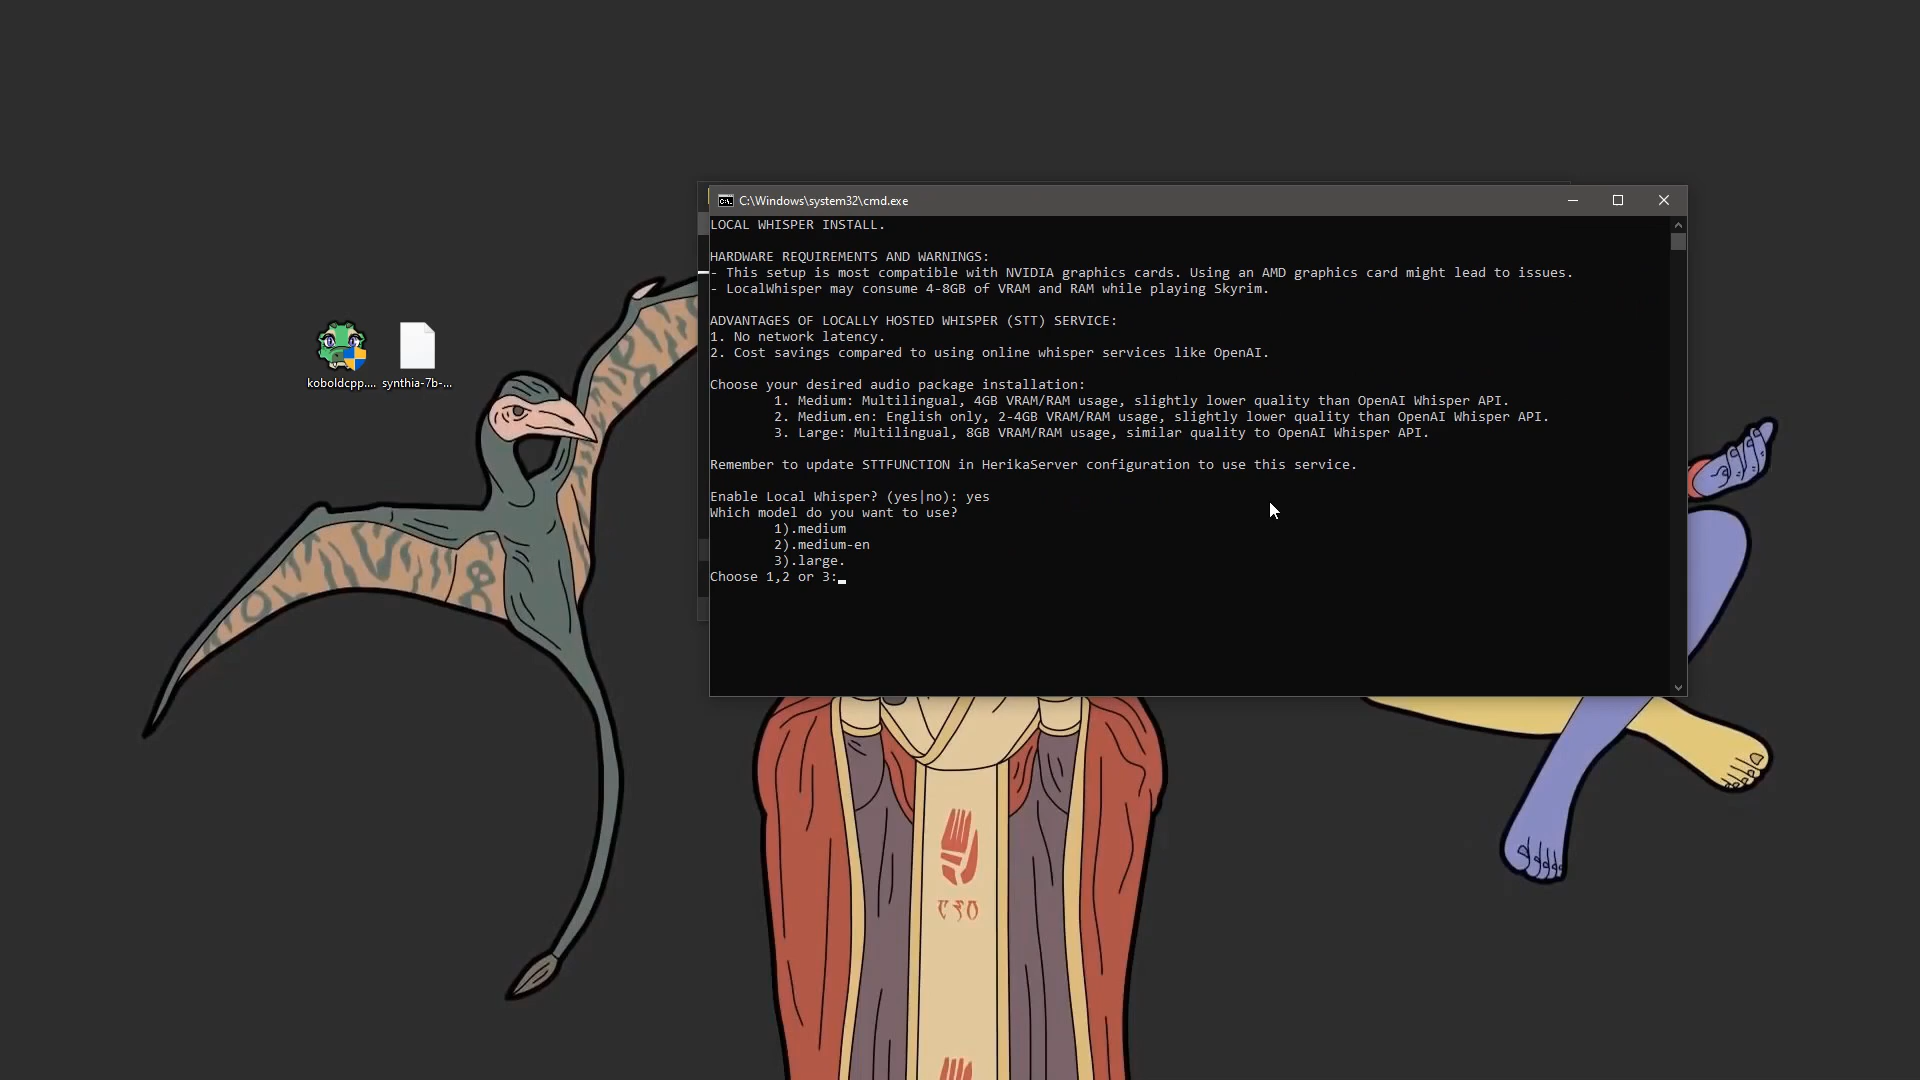 C:\Windows\system32\cmd.exe
LOCAL WHISPER INSTALL.
HARDWARE REQUIREMENTS AND WARNINGS:
- This setup is most compatible with NVIDIA graphics cards. Using an AMD graphics card might lead to issues.
- LocalWhisper may consume 4-8GB of VRAM and RAM while playing Skyrim.
ADVANTAGES OF LOCALLY HOSTED WHISPER (STT) SERVICE:
1. No network latency.
2. Cost savings compared to using online whisper services like OpenAI.
Choose your desired audio package installation:
1. Medium: Multilingual, 4GB VRAM/RAM usage, slightly lower quality than OpenAI Whisper API.
2. Medium.en: English only, 2-4GB VRAM/RAM usage, slightly lower quality than OpenAI Whisper API.
3. Large: Multilingual, 8GB VRAM/RAM usage, similar quality to OpenAI Whisper API.
Remember to update STTFUNCTION in HerikaServer configuration to use this service.
Enable Local Whisper? (yes|no): yes
Which model do you want to use?
1).medium
2).medium-en
3).large.
Choose 1,2 or 3:
koboldcpp....
synthia-7b-...